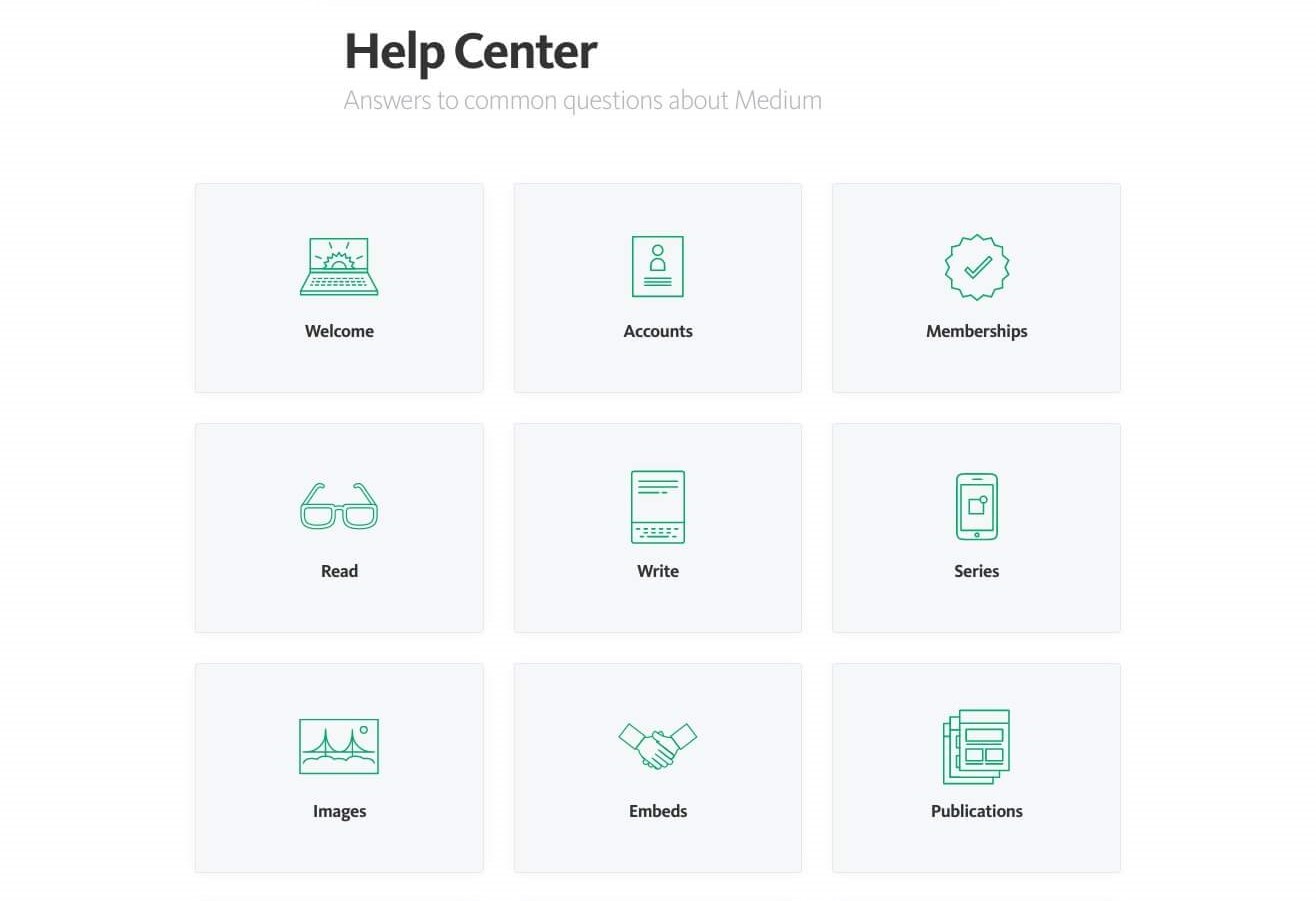 Help Center
Answers to common questions about Medium
Welcome
Accounts
Memberships
Read
Write
Series
Images
Embeds
Publications